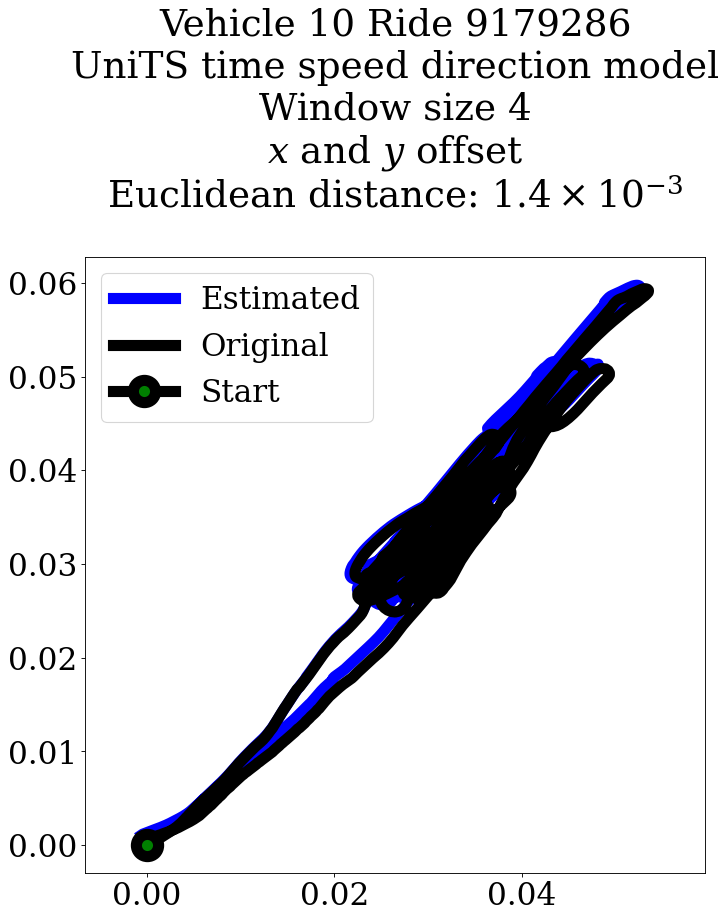 Vehicle 10 Ride 9179286
UniTS time speed direction model
Window size 4
x and y offset
Euclidean distance: 1.4 × 10⁻³
Estimated
Original
Start
0.06
0.05
0.04
0.03
0.02
0.01
0.00
0.00 0.02 0.04